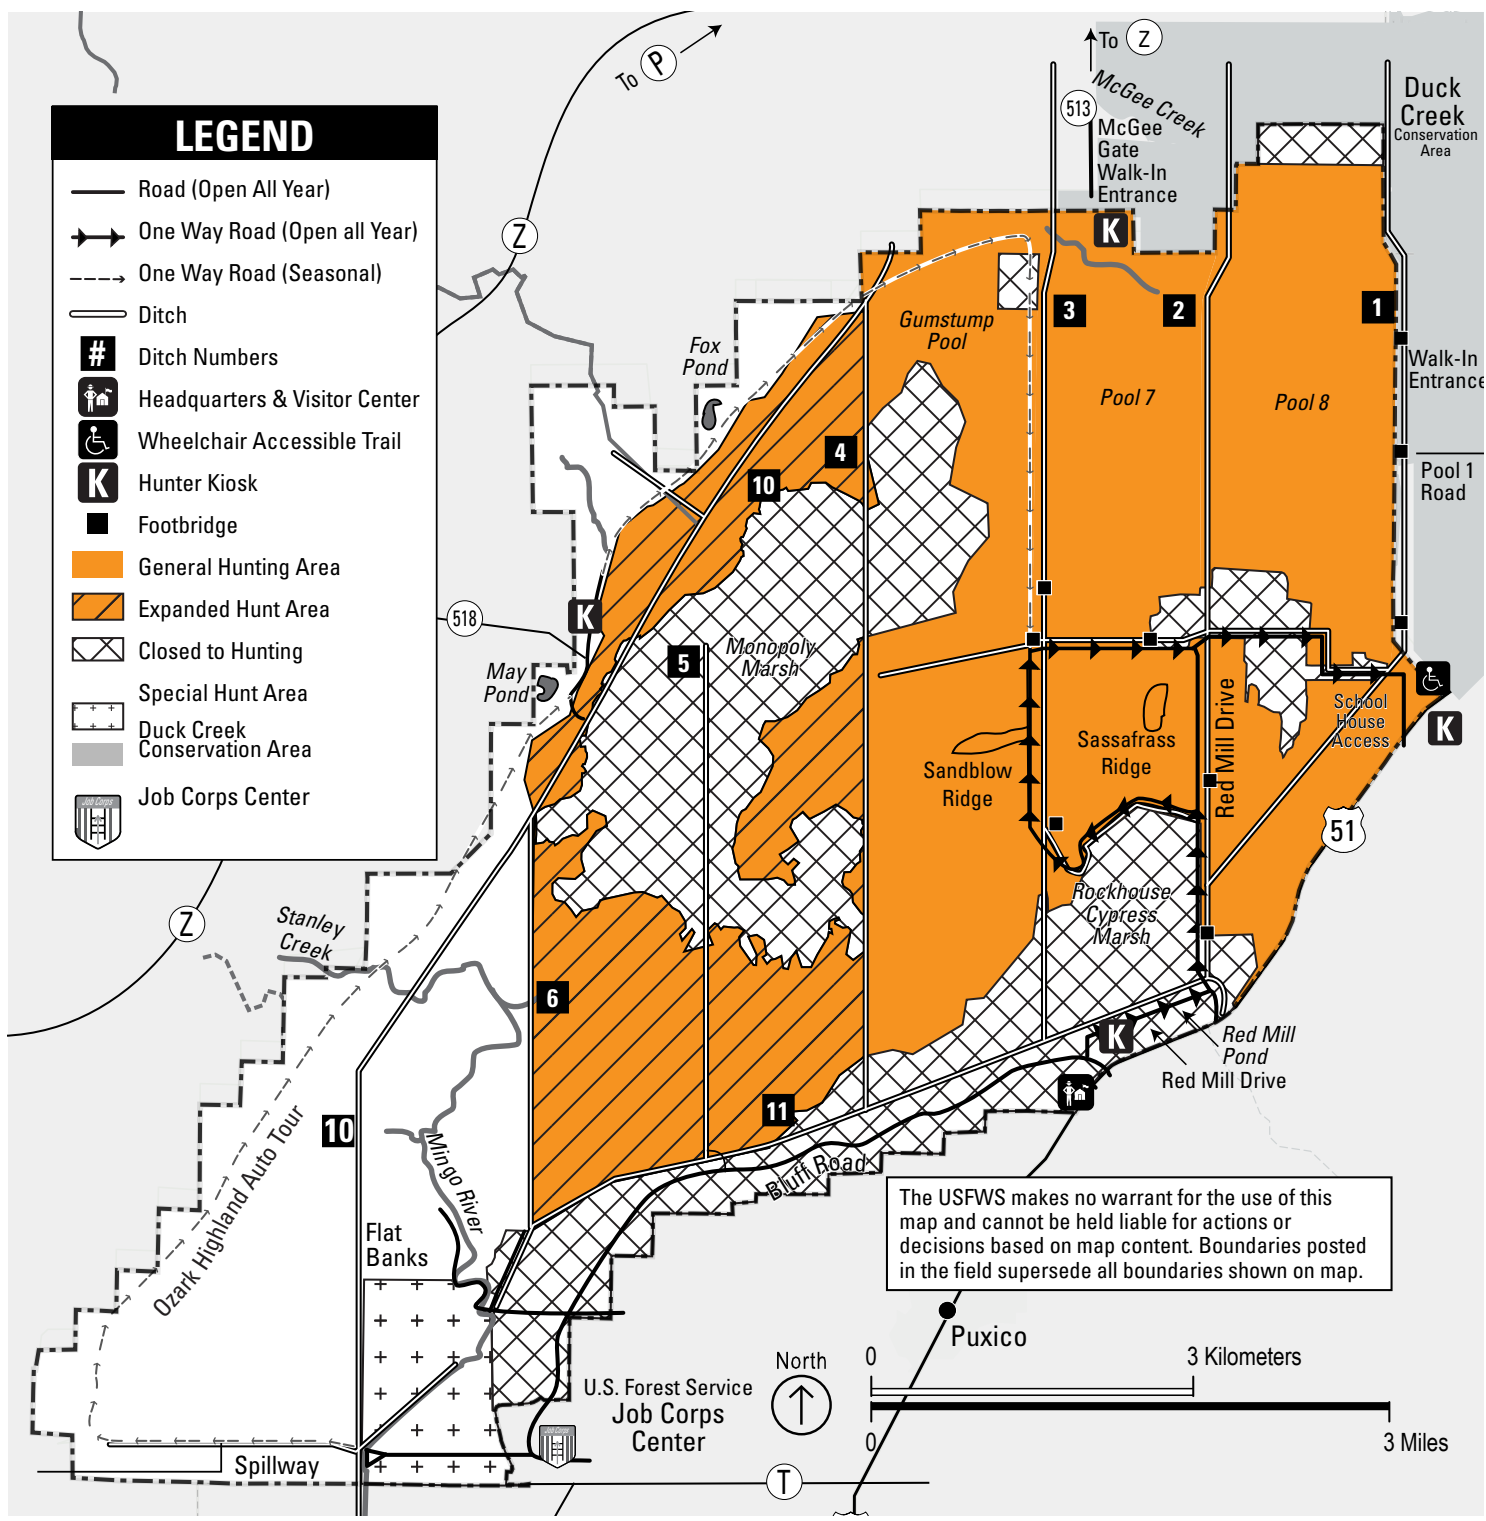 To Z
To P
McGee Creek
513
McGee
Gate
Walk-In
Entrance
Duck
Creek
Conservation
Area
LEGEND
Road (Open All Year)
One Way Road (Open all Year)
One Way Road (Seasonal)
Ditch
# Ditch Numbers
Headquarters & Visitor Center
Wheelchair Accessible Trail
K Hunter Kiosk
Footbridge
General Hunting Area
Expanded Hunt Area
Closed to Hunting
Special Hunt Area
Duck Creek
Conservation Area
Job Corps
Job Corps Center
Z
K
3
2
1
Gumstump
Pool
Fox
Pond
Walk-In
Entrance
Pool 7
Pool 8
4
10
Pool 1
Road
518
K
5
Monopoly
Marsh
May
Pond
School
House
Access
K
Red Mill Drive
Sandblow
Ridge
Sassafrass
Ridge
51
Rockhouse
Cypress
Marsh
Z
Stanley
Creek
6
K
Red Mill
Pond
Red Mill Drive
11
10
Ozark Highland Auto Tour
Mingo River
Bluff Road
Flat
Banks
The USFWS makes no warrant for the use of this
map and cannot be held liable for actions or
decisions based on map content. Boundaries posted
in the field supersede all boundaries shown on map.
Puxico
North
0
3 Kilometers
0
3 Miles
U.S. Forest Service
Job Corps
Center
Job Corps
Spillway
T